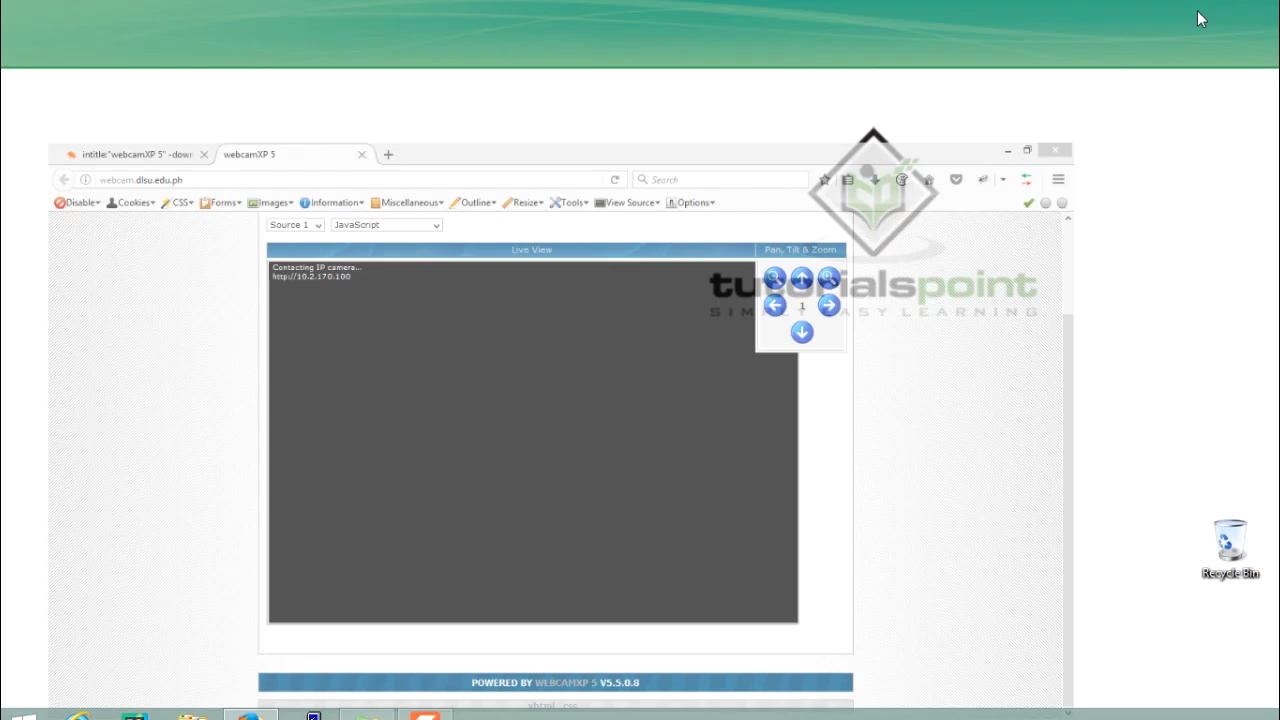 intitle:"webcamXP 5" -down
webcamXP 5
webcam.dlsu.edu.ph
Search
Disable Cookies CSS Forms Images Information Miscellaneous Outline Resize Tools View Source Options
Source 1 JavaScript
Live View
Pan, Tilt & Zoom
Contacting IP camera...
http://10.2.170.100
1
tutorialspoint
SIMPLY EASY LEARNING
Recycle Bin
POWERED BY WEBCAMXP 5 V5.5.0.8
xhtml css